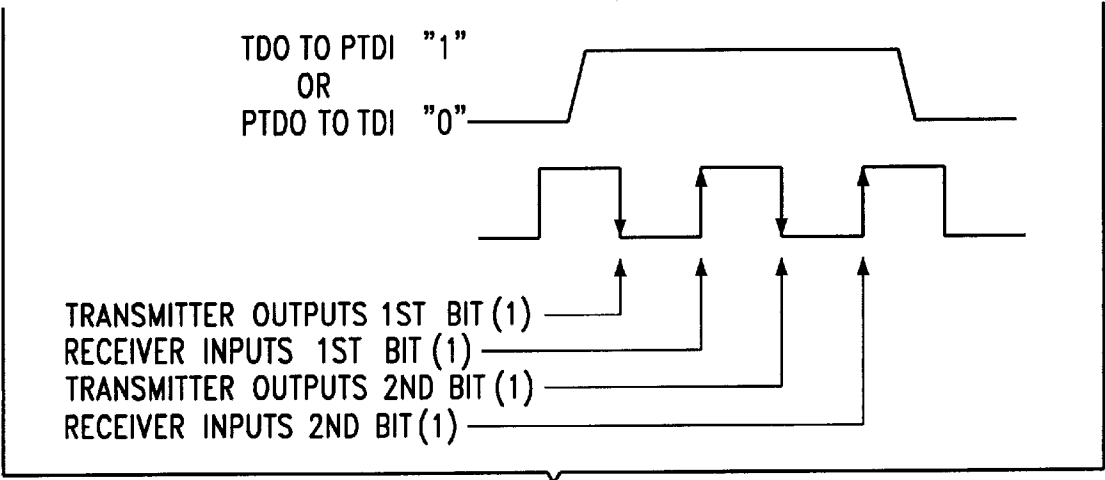 TDO TO PTDI "1"
OR
PTDO TO TDI "0"
TRANSMITTER OUTPUTS 1ST BIT (1)
RECEIVER INPUTS 1ST BIT (1)
TRANSMITTER OUTPUTS 2ND BIT (1)
RECEIVER INPUTS 2ND BIT (1)